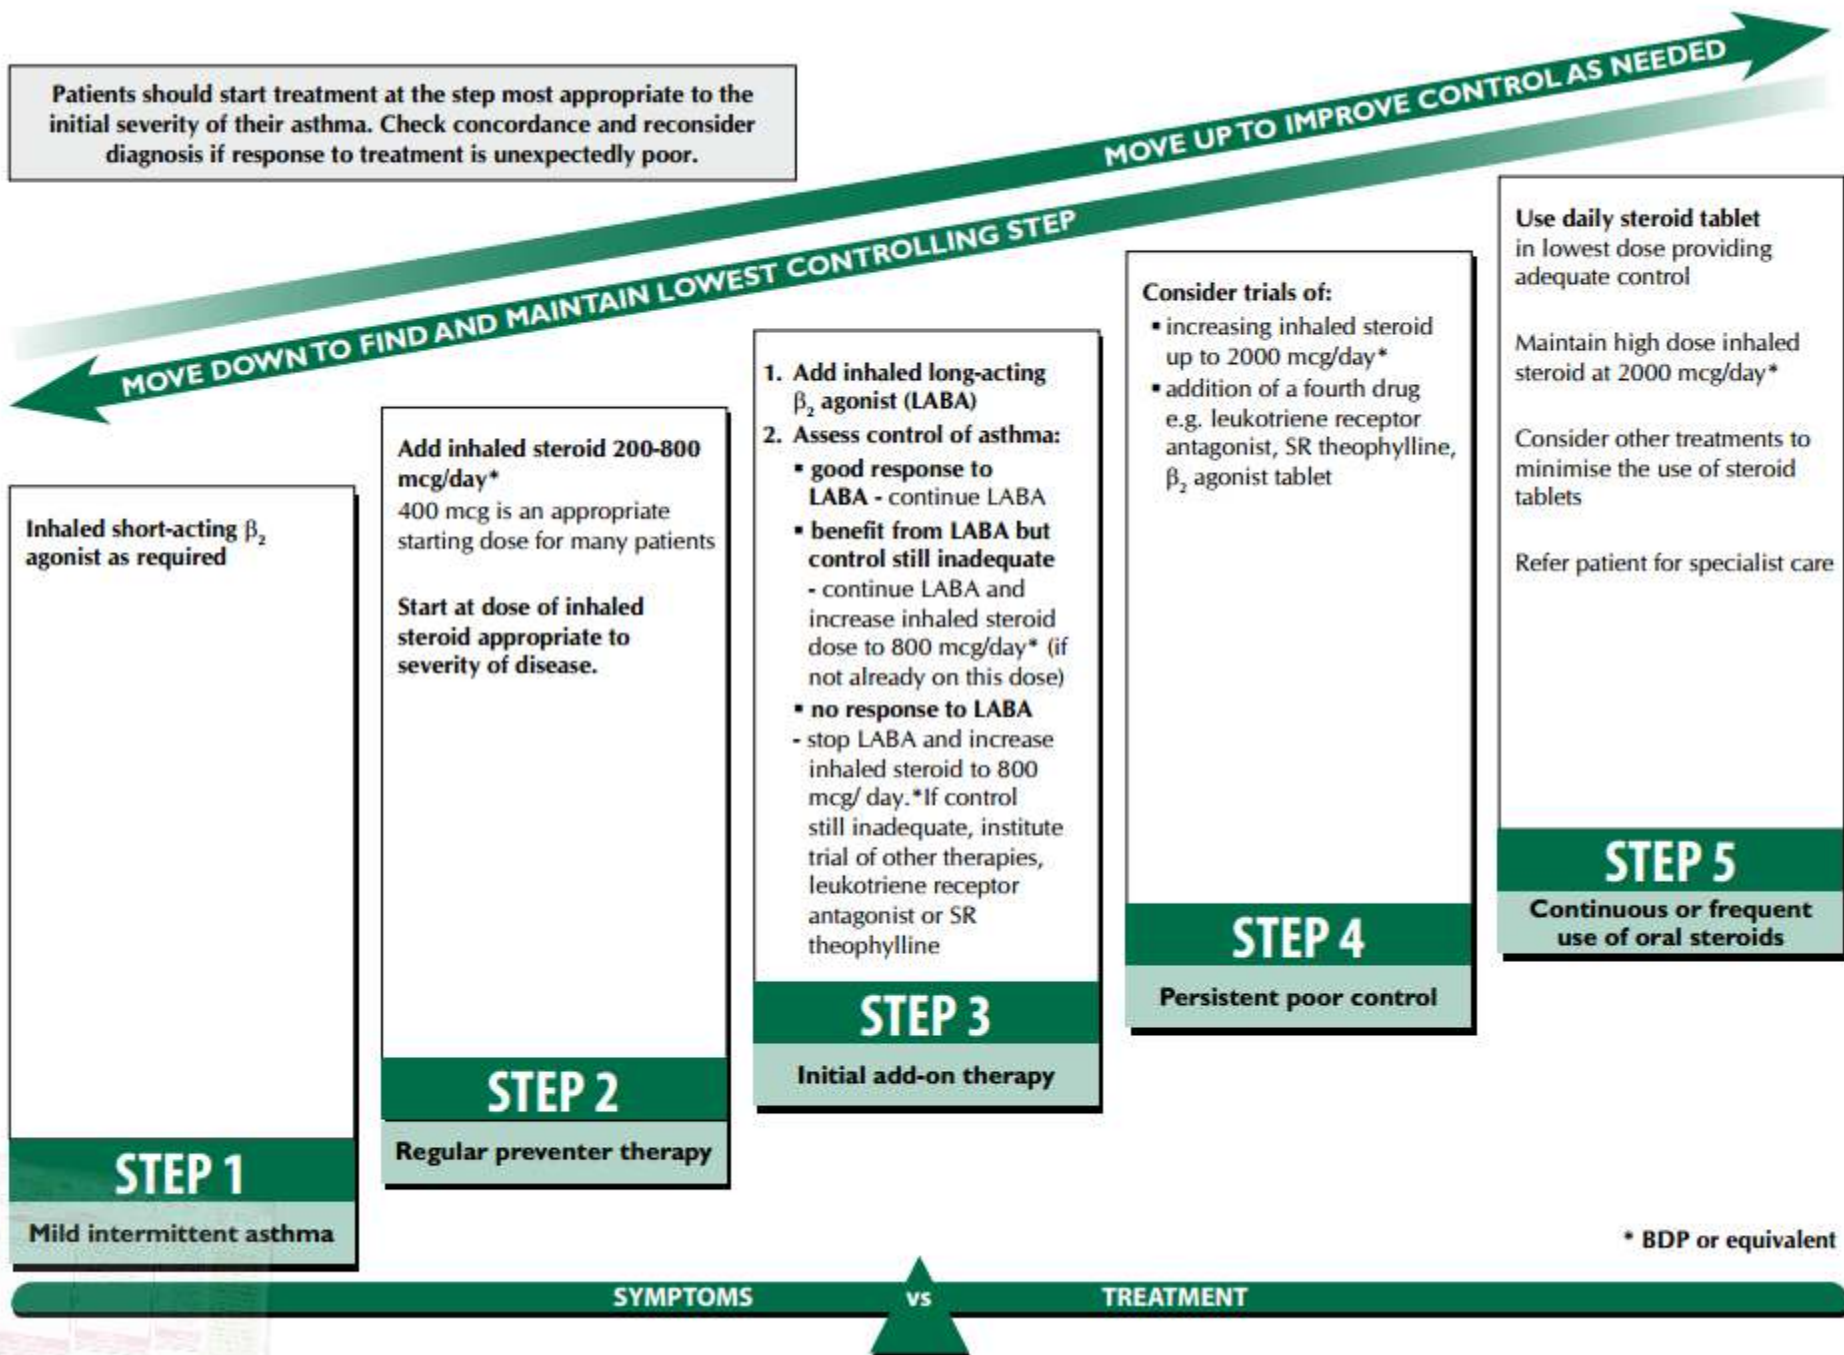 Patients should start treatment at the step most appropriate to the
initial severity of their asthma. Check concordance and reconsider
diagnosis if response to treatment is unexpectedly poor.
MOVE UP TO IMPROVE CONTROL AS NEEDED
MOVE DOWN TO FIND AND MAINTAIN LOWEST CONTROLLING STEP
Inhaled short-acting β₂
agonist as required
STEP 1
Mild intermittent asthma
Add inhaled steroid 200-800
mcg/day*
400 mcg is an appropriate
starting dose for many patients
Start at dose of inhaled
steroid appropriate to
severity of disease.
STEP 2
Regular preventer therapy
1. Add inhaled long-acting
β₂ agonist (LABA)
2. Assess control of asthma:
▪ good response to
LABA - continue LABA
▪ benefit from LABA but
control still inadequate
- continue LABA and
increase inhaled steroid
dose to 800 mcg/day* (if
not already on this dose)
▪ no response to LABA
- stop LABA and increase
inhaled steroid to 800
mcg/ day.*If control
still inadequate, institute
trial of other therapies,
leukotriene receptor
antagonist or SR
theophylline
STEP 3
Initial add-on therapy
Consider trials of:
▪ increasing inhaled steroid
up to 2000 mcg/day*
▪ addition of a fourth drug
e.g. leukotriene receptor
antagonist, SR theophylline,
β₂ agonist tablet
STEP 4
Persistent poor control
Use daily steroid tablet
in lowest dose providing
adequate control
Maintain high dose inhaled
steroid at 2000 mcg/day*
Consider other treatments to
minimise the use of steroid
tablets
Refer patient for specialist care
STEP 5
Continuous or frequent
use of oral steroids
* BDP or equivalent
SYMPTOMS vs TREATMENT